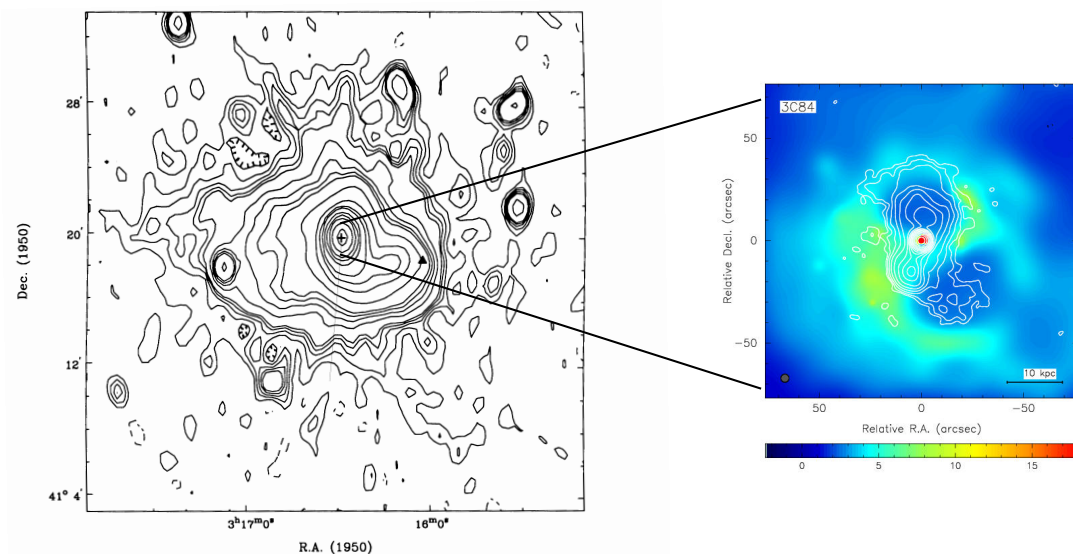 Dec. (1950)
28'
20'
12'
41° 4'
3ʰ17ᵐ0ˢ
16ᵐ0ˢ
R.A. (1950)
3C84
Relative Decl. (arcsec)
50
0
−50
10 kpc
50
0
−50
Relative R.A. (arcsec)
0
5
10
15